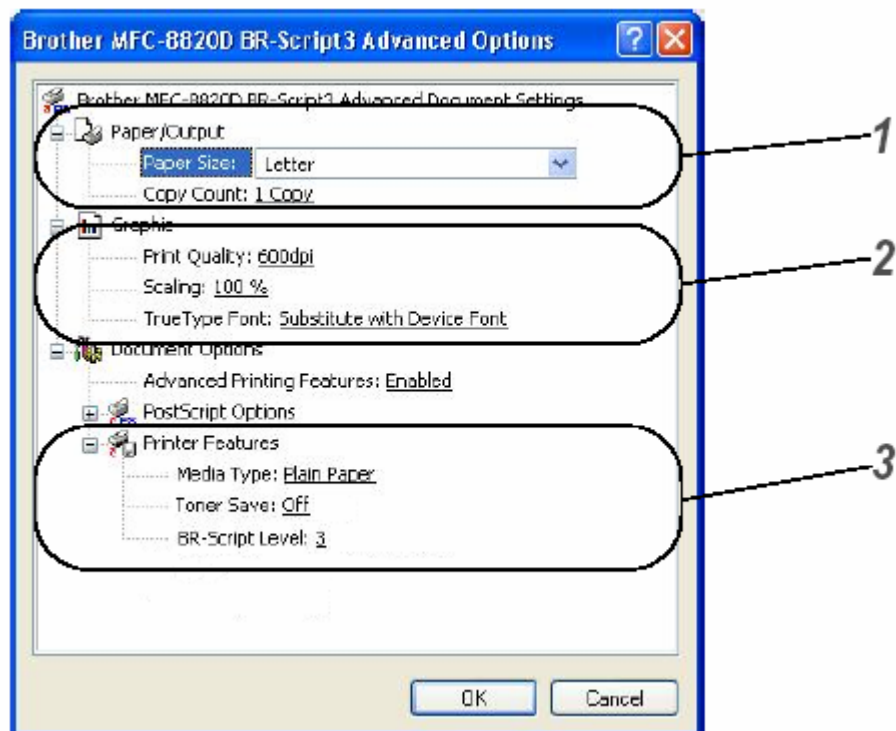 Brother MFC-8820D BR-Script3 Advanced Options
Brother MFC-8820D BR-Script3 Advanced Document Settings
Paper/Output
Paper Size: Letter
Copy Count: 1 Copy
1
Graphic
Print Quality: 600dpi
Scaling: 100 %
TrueType Font: Substitute with Device Font
2
Document Options
Advanced Printing Features: Enabled
PostScript Options
Printer Features
Media Type: Plain Paper
Toner Save: Off
BR-Script Level: 3
3
OK Cancel